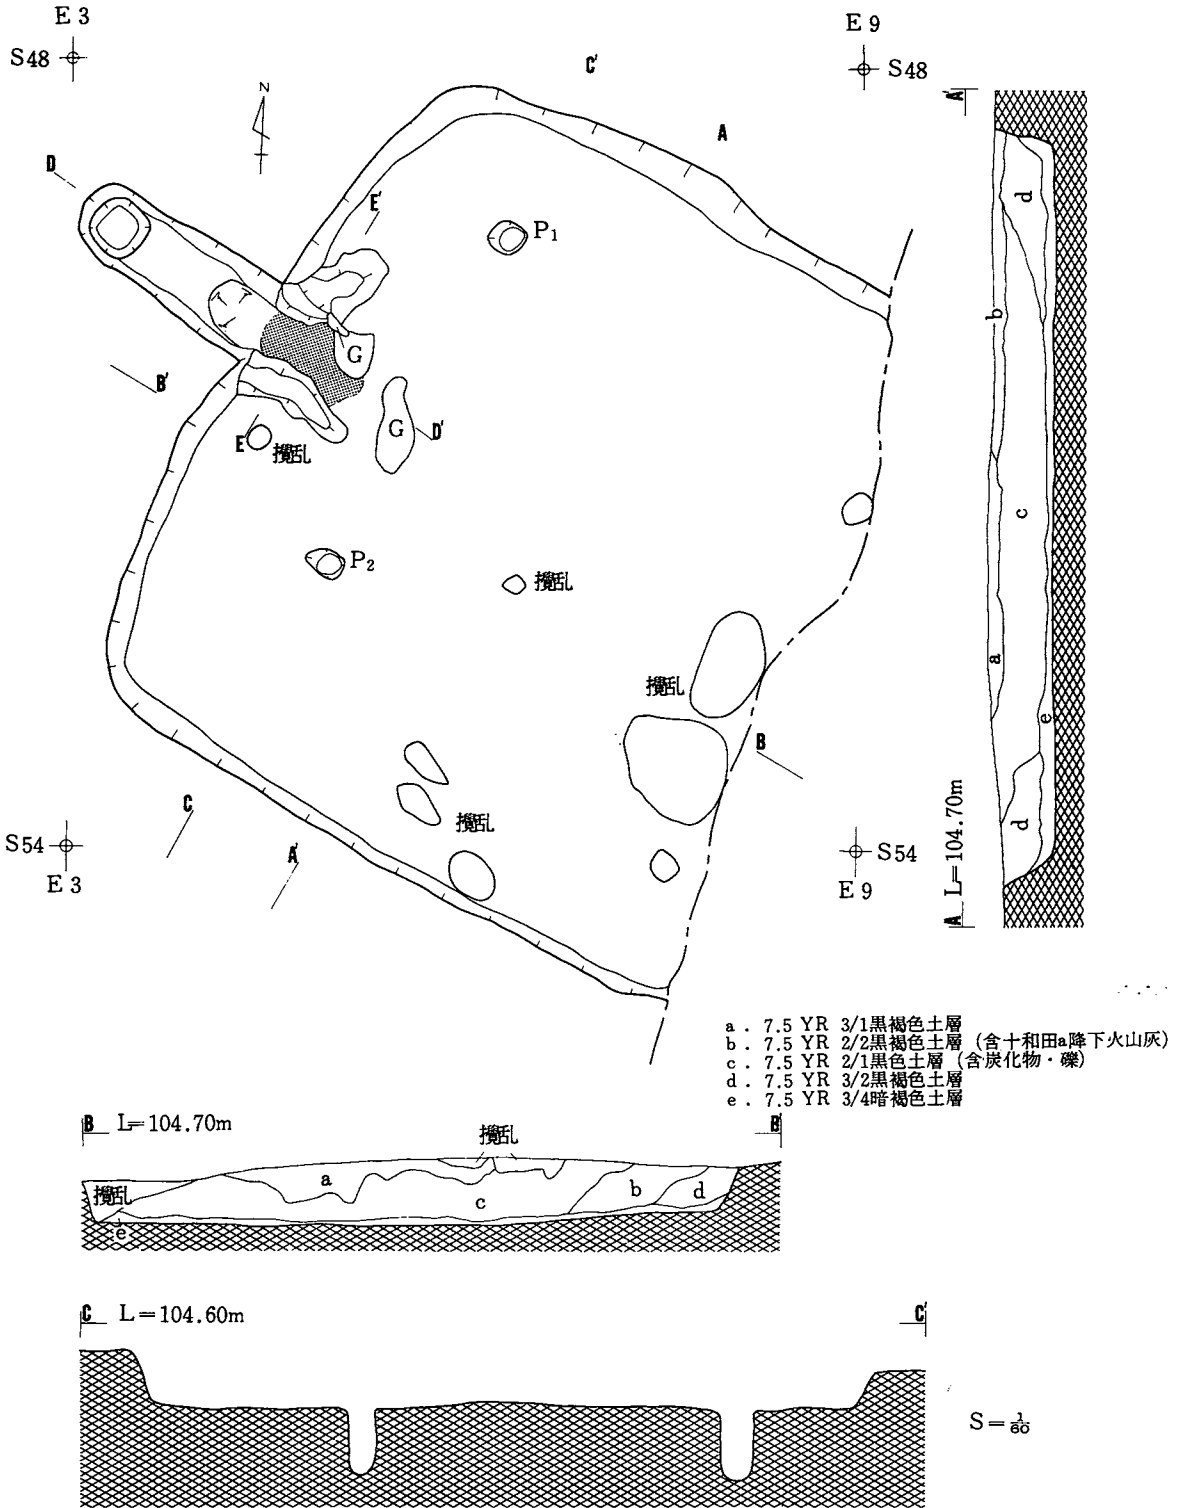 E 3
S48
E 9
S48
C'
A
A'
N
D
E'
P₁
G
B'
E
攪乱
G
D'
b
d
c
P₂
攪乱
a
攪乱
e
B
C
攪乱
A'
S54
E 3
S54
E 9
d
A L=104.70m
a . 7.5 YR 3/1黒褐色土層
b . 7.5 YR 2/2黒褐色土層 (含十和田a降下火山灰)
c . 7.5 YR 2/1黒色土層 (含炭化物・礫)
d . 7.5 YR 3/2黒褐色土層
e . 7.5 YR 3/4暗褐色土層
B L=104.70m
B'
攪乱
攪乱
a
b
c
d
e
C L=104.60m
C'
S=1/60